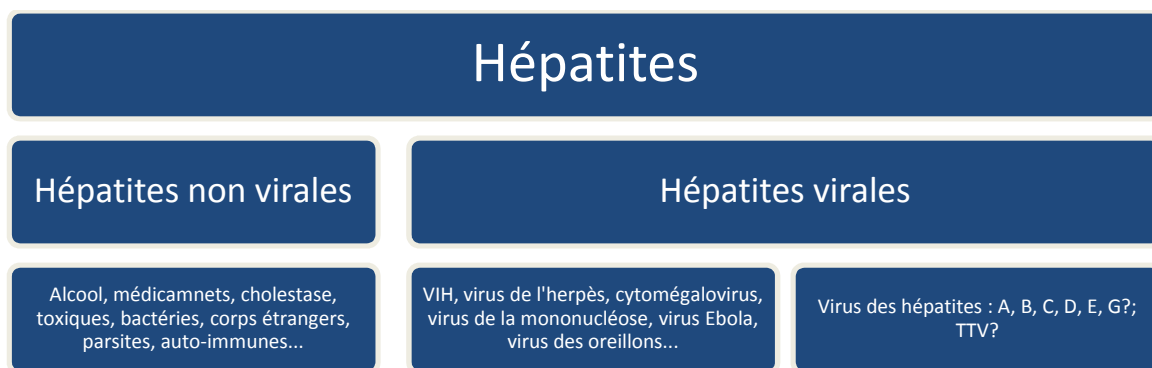 Hépatites
Hépatites non virales
Hépatites virales
Alcool, médicamnets, cholestase,
toxiques, bactéries, corps étrangers,
parsites, auto-immunes...
VIH, virus de l'herpès, cytomégalovirus,
virus de la mononucléose, virus Ebola,
virus des oreillons...
Virus des hépatites : A, B, C, D, E, G?;
TTV?